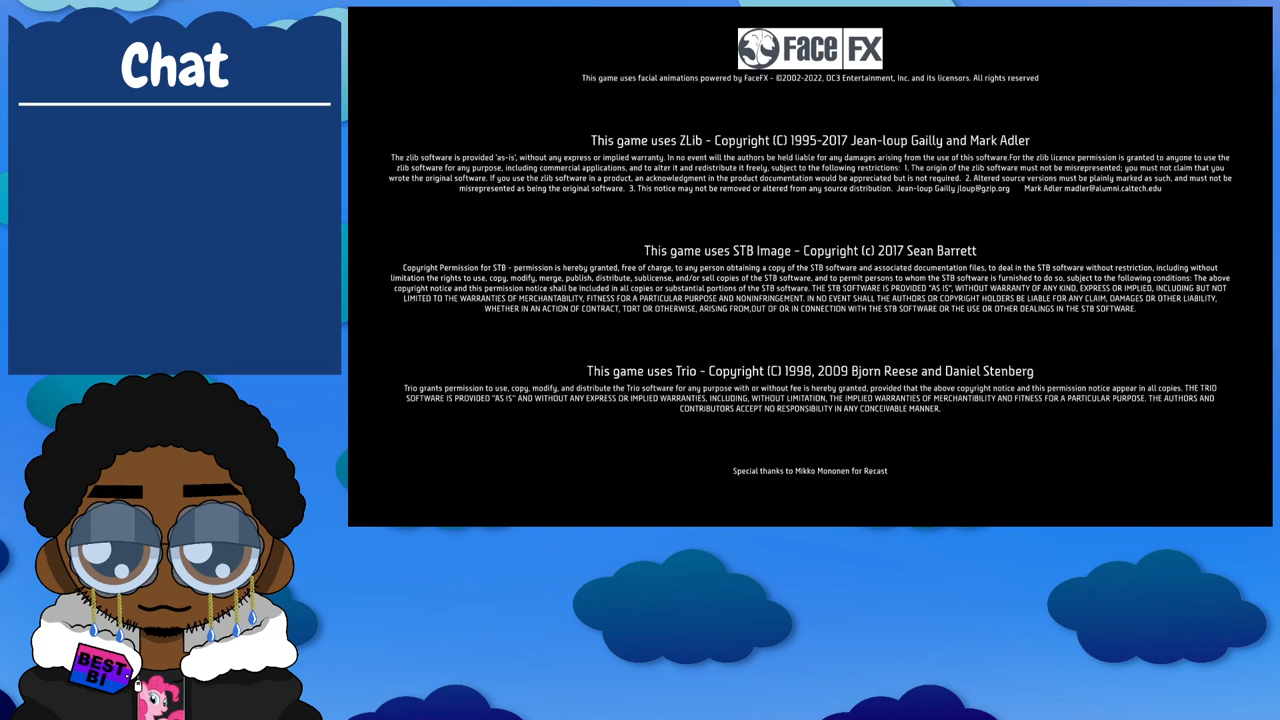 Chat
FACE FX
This game uses facial animations powered by FaceFX - ©2002-2022, OC3 Entertainment, Inc. and its licensors. All rights reserved
This game uses ZLib - Copyright (C) 1995-2017 Jean-loup Gailly and Mark Adler
The zlib software is provided 'as-is', without any express or implied warranty. In no event will the authors be held liable for any damages arising from the use of this software.For the zlib licence permission is granted to anyone to use the
zlib software for any purpose, including commercial applications, and to alter it and redistribute it freely, subject to the following restrictions: 1. The origin of the zlib software must not be misrepresented; you must not claim that you
wrote the original software. If you use the zlib software in a product, an acknowledgment in the product documentation would be appreciated but is not required. 2. Altered source versions must be plainly marked as such, and must not be
misrepresented as being the original software. 3. This notice may not be removed or altered from any source distribution. Jean-loup Gailly jloup@gzip.org Mark Adler madler@alumni.caltech.edu
This game uses STB Image - Copyright (c) 2017 Sean Barrett
Copyright Permission for STB - permission is hereby granted, free of charge, to any person obtaining a copy of the STB software and associated documentation files, to deal in the STB software without restriction, including without
limitation the rights to use, copy, modify, merge, publish, distribute, sublicense, and/or sell copies of the STB software, and to permit persons to whom the STB software is furnished to do so, subject to the following conditions: The above
copyright notice and this permission notice shall be included in all copies or substantial portions of the STB software. THE STB SOFTWARE IS PROVIDED "AS IS", WITHOUT WARRANTY OF ANY KIND, EXPRESS OR IMPLIED, INCLUDING BUT NOT
LIMITED TO THE WARRANTIES OF MERCHANTABILITY, FITNESS FOR A PARTICULAR PURPOSE AND NONINFRINGEMENT. IN NO EVENT SHALL THE AUTHORS OR COPYRIGHT HOLDERS BE LIABLE FOR ANY CLAIM, DAMAGES OR OTHER LIABILITY,
WHETHER IN AN ACTION OF CONTRACT, TORT OR OTHERWISE, ARISING FROM,OUT OF OR IN CONNECTION WITH THE STB SOFTWARE OR THE USE OR OTHER DEALINGS IN THE STB SOFTWARE.
This game uses Trio - Copyright (C) 1998, 2009 Bjorn Reese and Daniel Stenberg
Trio grants permission to use, copy, modify, and distribute the Trio software for any purpose with or without fee is hereby granted, provided that the above copyright notice and this permission notice appear in all copies. THE TRIO
SOFTWARE IS PROVIDED "AS IS" AND WITHOUT ANY EXPRESS OR IMPLIED WARRANTIES, INCLUDING, WITHOUT LIMITATION, THE IMPLIED WARRANTIES OF MERCHANTIBILITY AND FITNESS FOR A PARTICULAR PURPOSE. THE AUTHORS AND
CONTRIBUTORS ACCEPT NO RESPONSIBILITY IN ANY CONCEIVABLE MANNER.
Special thanks to Mikko Mononen for Recast
BEST
BI